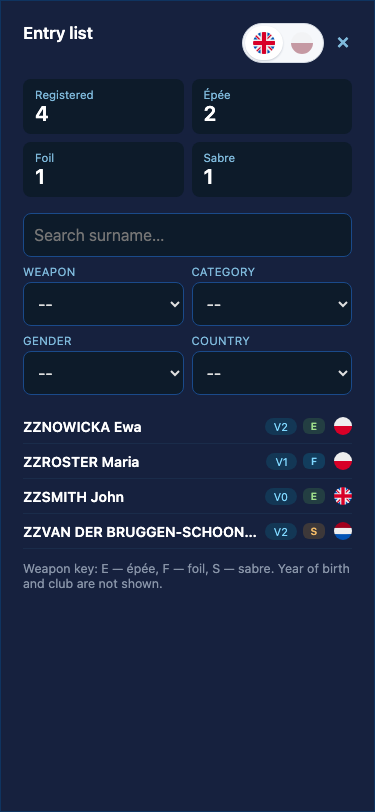 Entry list
×
Registered
4
Épée
2
Foil
1
Sabre
1
Search surname...
WEAPON
CATEGORY
--
--
GENDER
COUNTRY
--
--
ZZNOWICKA Ewa V2 E
ZZROSTER Maria V1 F
ZZSMITH John V0 E
ZZVAN DER BRUGGEN-SCHOON... V2 S
Weapon key: E — épée, F — foil, S — sabre. Year of birth
and club are not shown.